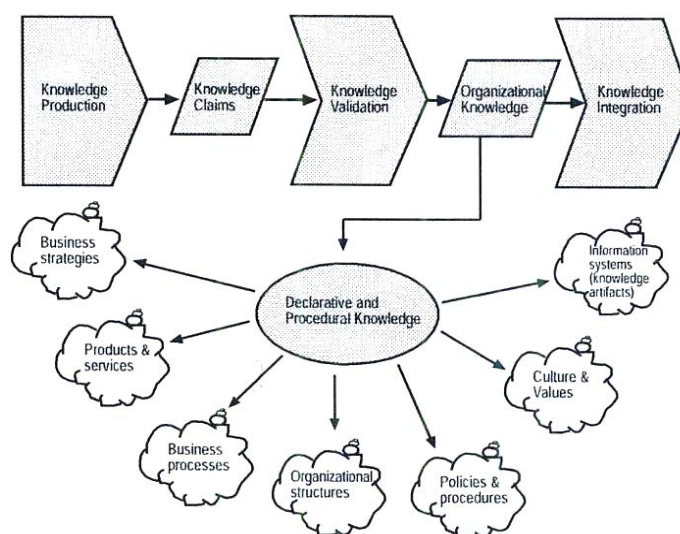 Knowledge
Production
Knowledge
Claims
Knowledge
Validation
Organizational
Knowledge
Knowledge
Integration
Business
strategies
Information
systems
(knowledge
artifacts)
Declarative and
Procedural Knowledge
Products &
services
Culture &
Values
Business
processes
Organizational
structures
Policies &
procedures